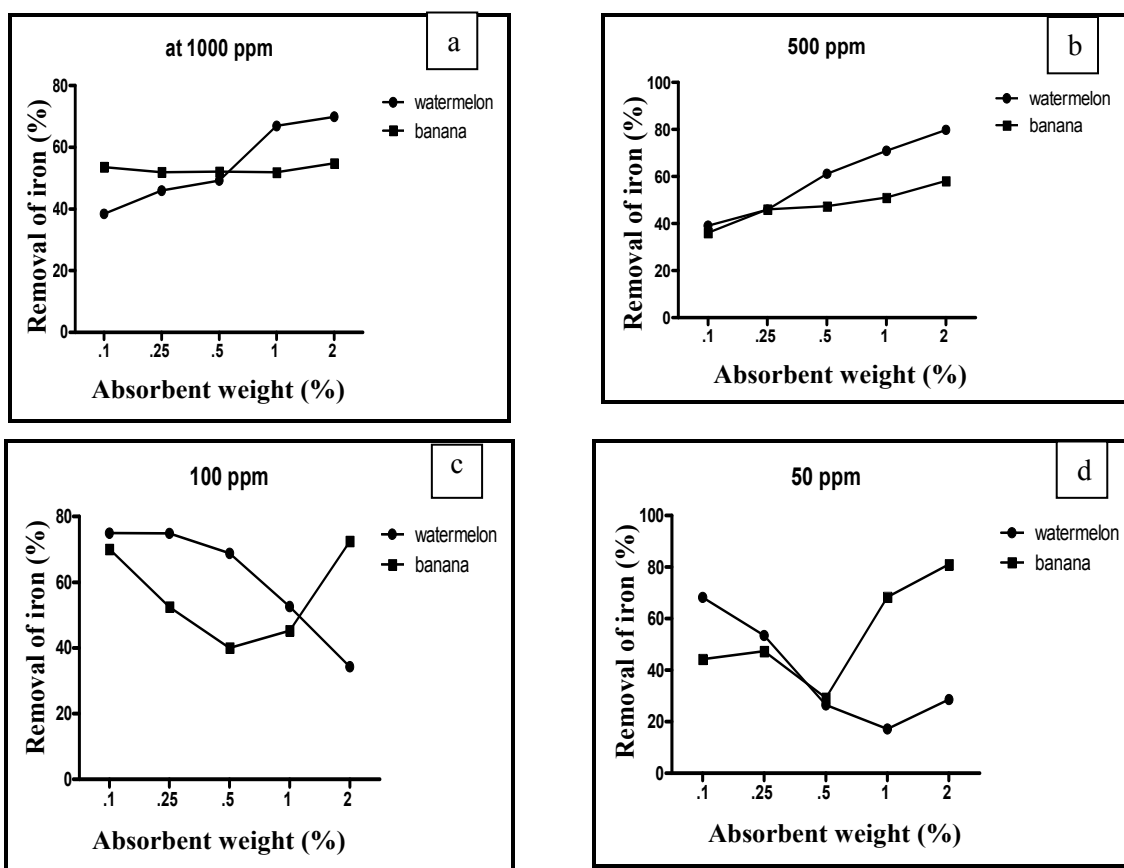 a
at 1000 ppm
watermelon
banana
Removal of iron (%)
80
60
40
20
0
.1 .25 .5 1 2
Absorbent weight (%)
b
500 ppm
watermelon
banana
Removal of iron (%)
100
80
60
40
20
0
.1 .25 .5 1 2
Absorbent weight (%)
c
100 ppm
watermelon
banana
Removal of iron (%)
80
60
40
20
0
.1 .25 .5 1 2
Absorbent weight (%)
d
50 ppm
watermelon
banana
Removal of iron (%)
100
80
60
40
20
0
.1 .25 .5 1 2
Absorbent weight (%)